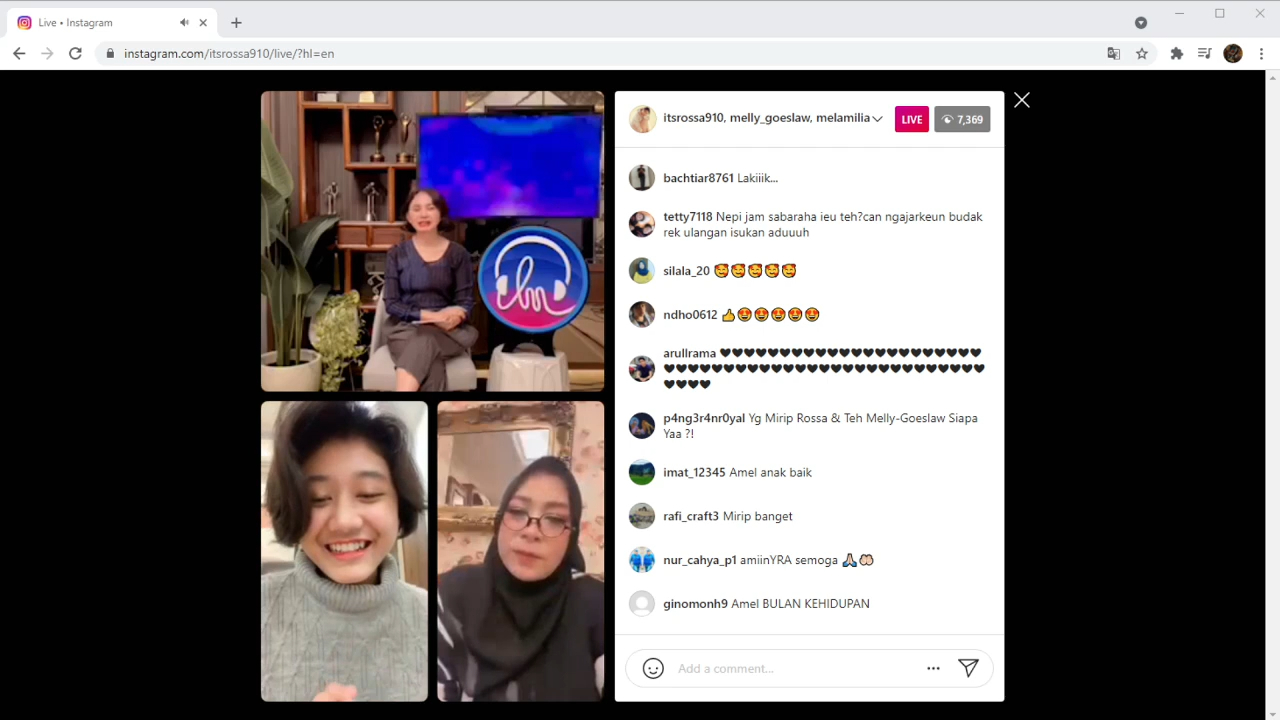 Live • Instagram
instagram.com/itsrossa910/live/?hl=en
itsrossa910, melly_goeslaw, melamilia
LIVE
7,369
bachtiar8761 Lakiiik...
tetty7118 Nepi jam sabaraha ieu teh?can ngajarkeun budak
rek ulangan isukan aduuuh
silala_20 🥰🥰🥰🥰🥰
ndho0612 👍🤩🤩🤩🤩🤩
arullrama ♥♥♥♥♥♥♥♥♥♥♥♥♥♥♥♥♥♥♥♥♥♥
♥♥♥♥♥♥♥♥♥♥♥♥♥♥♥♥♥♥♥♥♥♥♥♥♥♥♥
♥♥♥♥
p4ng3r4nr0yal Yg Mirip Rossa & Teh Melly-Goeslaw Siapa
Yaa ?!
imat_12345 Amel anak baik
rafi_craft3 Mirip banget
nur_cahya_p1 amiinYRA semoga 🙏🏻🤲🏻
ginomonh9 Amel BULAN KEHIDUPAN
Add a comment...